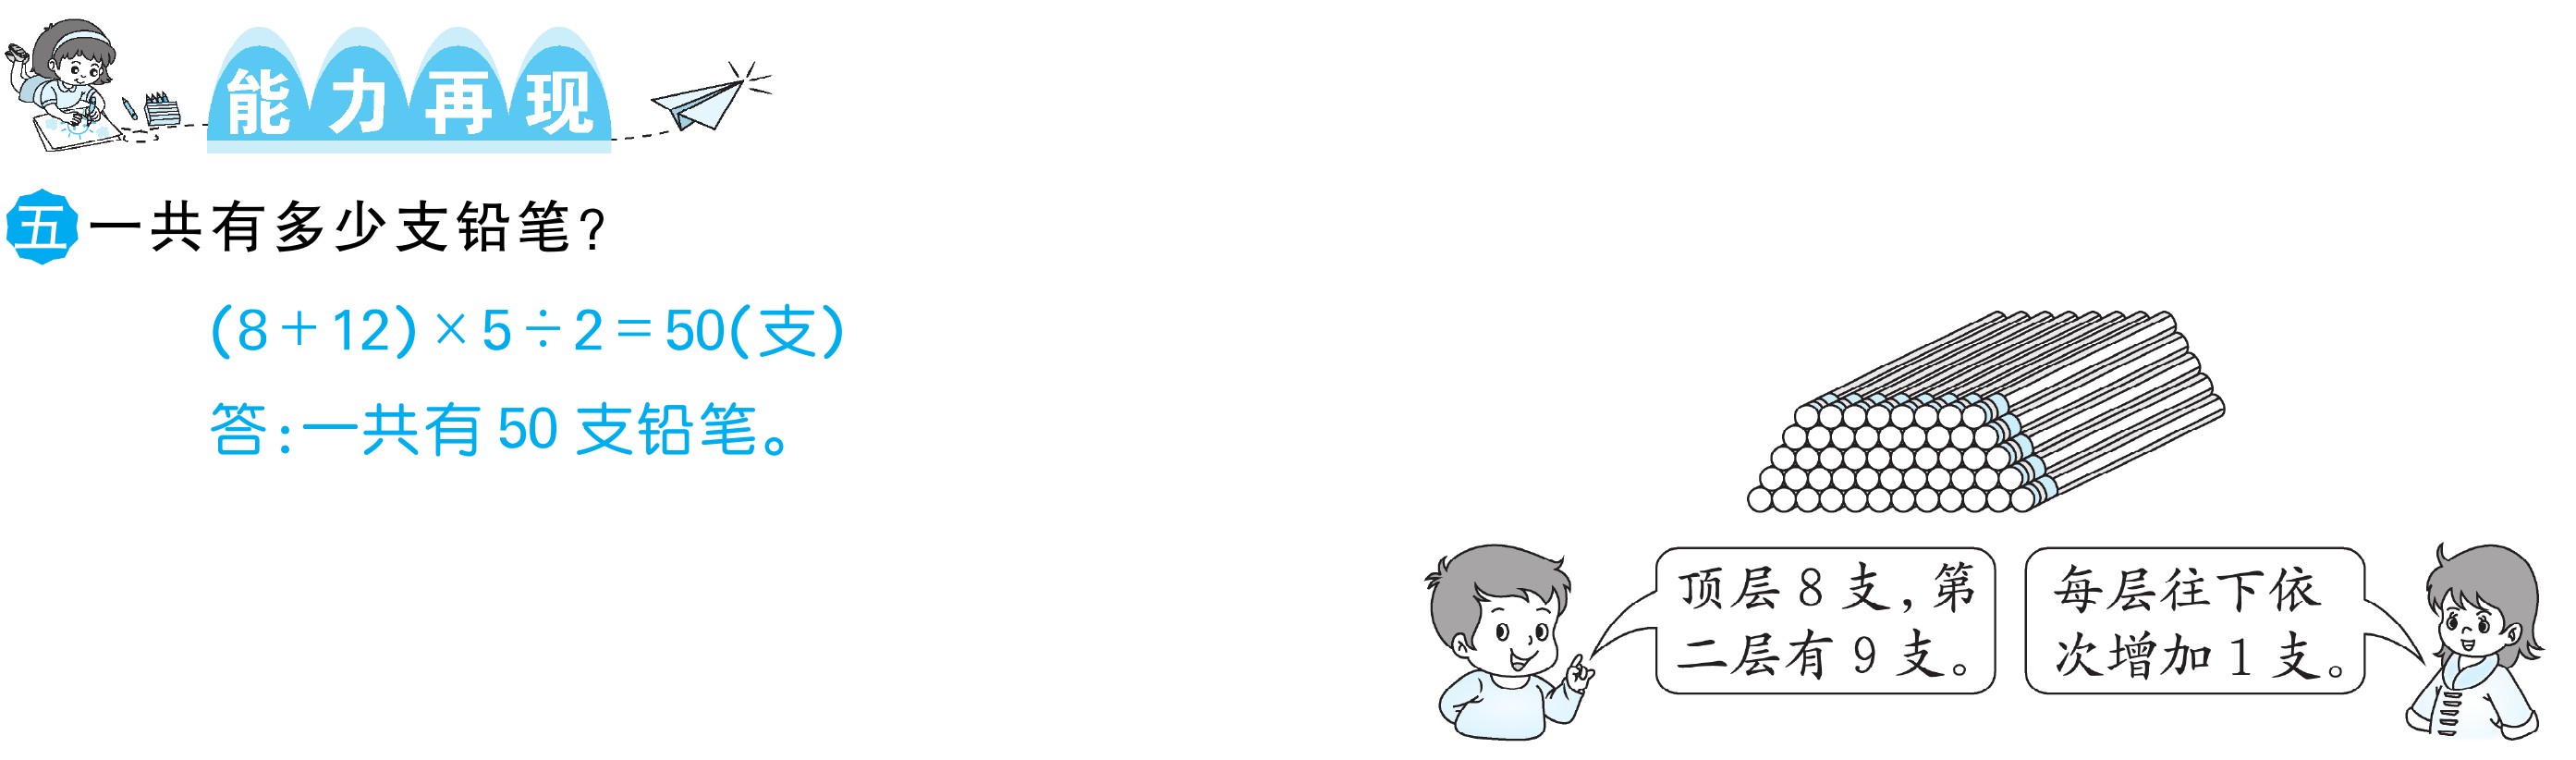 能力再现
五 一共有多少支铅笔?
(8+12)×5÷2=50(支)
答:一共有50支铅笔。
顶层8支,第
二层有9支。
每层往下依
次增加1支。